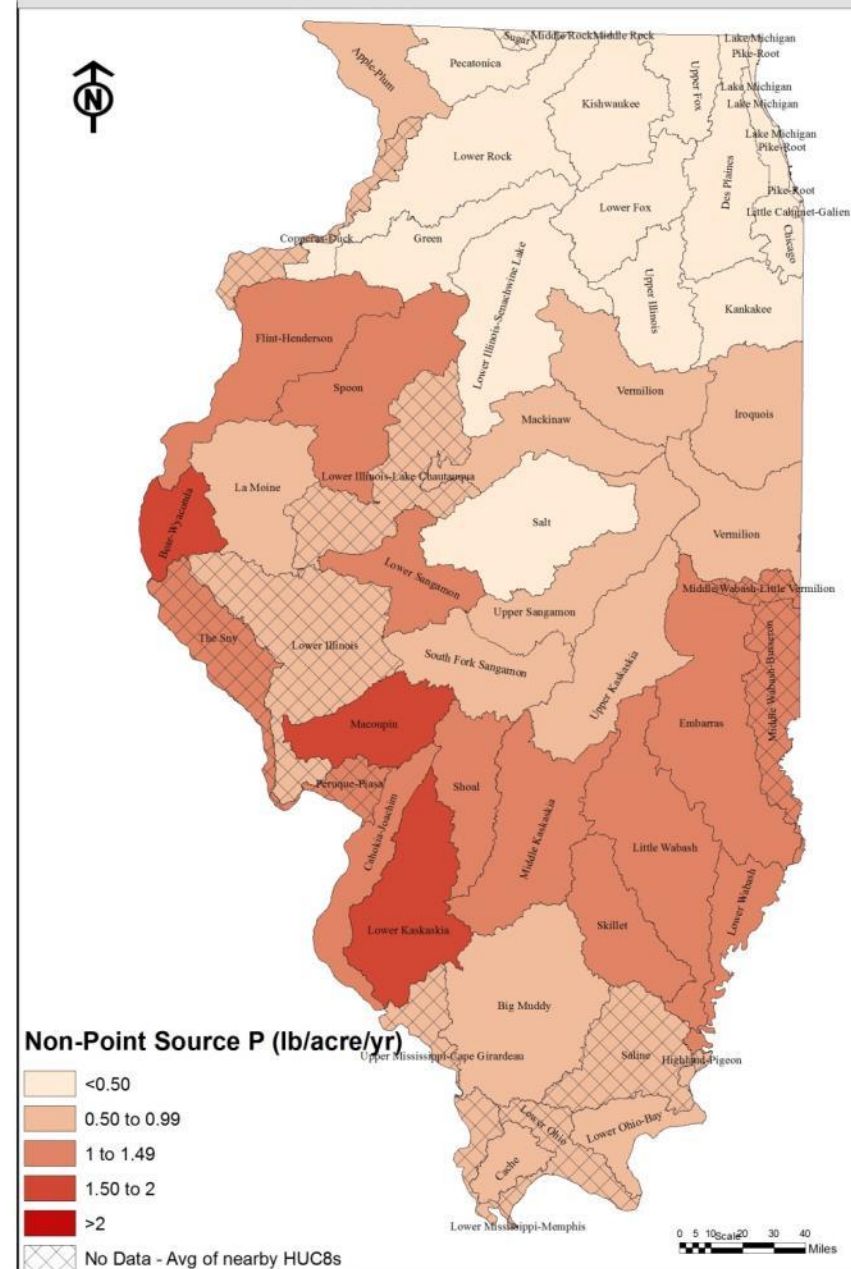 N
Sugar
Middle Rock
Middle Rock
Lake Michigan
Pike-Root
Apple-Plum
Pecatonica
Upper Fox
Lake Michigan
Lake Michigan
Kishwaukee
Lake Michigan
Pike-Root
Lower Rock
Des Plaines
Pike-Root
Lower Fox
Little Calumet-Galien
Copperas-Duck
Green
Chicago
Lower Illinois-Senachwine Lake
Upper Illinois
Kankakee
Flint-Henderson
Spoon
Vermilion
Iroquois
Mackinaw
La Moine
Lower Illinois-Lake Chautauqua
Bear-Wyaconda
Salt
Vermilion
Lower Sangamon
Middle Wabash-Little Vermilion
Upper Sangamon
The Sny
Lower Illinois
South Fork Sangamon
Upper Kaskaskia
Middle Wabash-Busseron
Macoupin
Embarras
Peruque-Piasa
Shoal
Cahokia-Joachim
Middle Kaskaskia
Little Wabash
Lower Wabash
Lower Kaskaskia
Skillet
Big Muddy
Non-Point Source P (lb/acre/yr)
Upper Mississippi-Cape Girardeau
Saline
Highland-Pigeon
<0.50
0.50 to 0.99
Lower Ohio
Lower Ohio-Bay
1 to 1.49
Cache
1.50 to 2
>2
Lower Mississippi-Memphis
No Data - Avg of nearby HUC8s
Scale
0 5 10 20 30 40
Miles